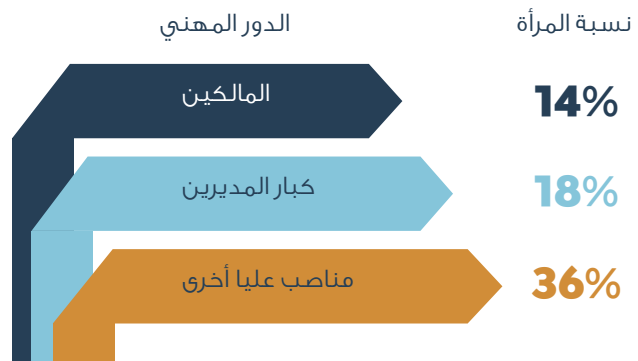 نسبة المرأة
الدور المهني
المالكين
14%
كبار المديرين
18%
مناصب عليا أخرى
36%